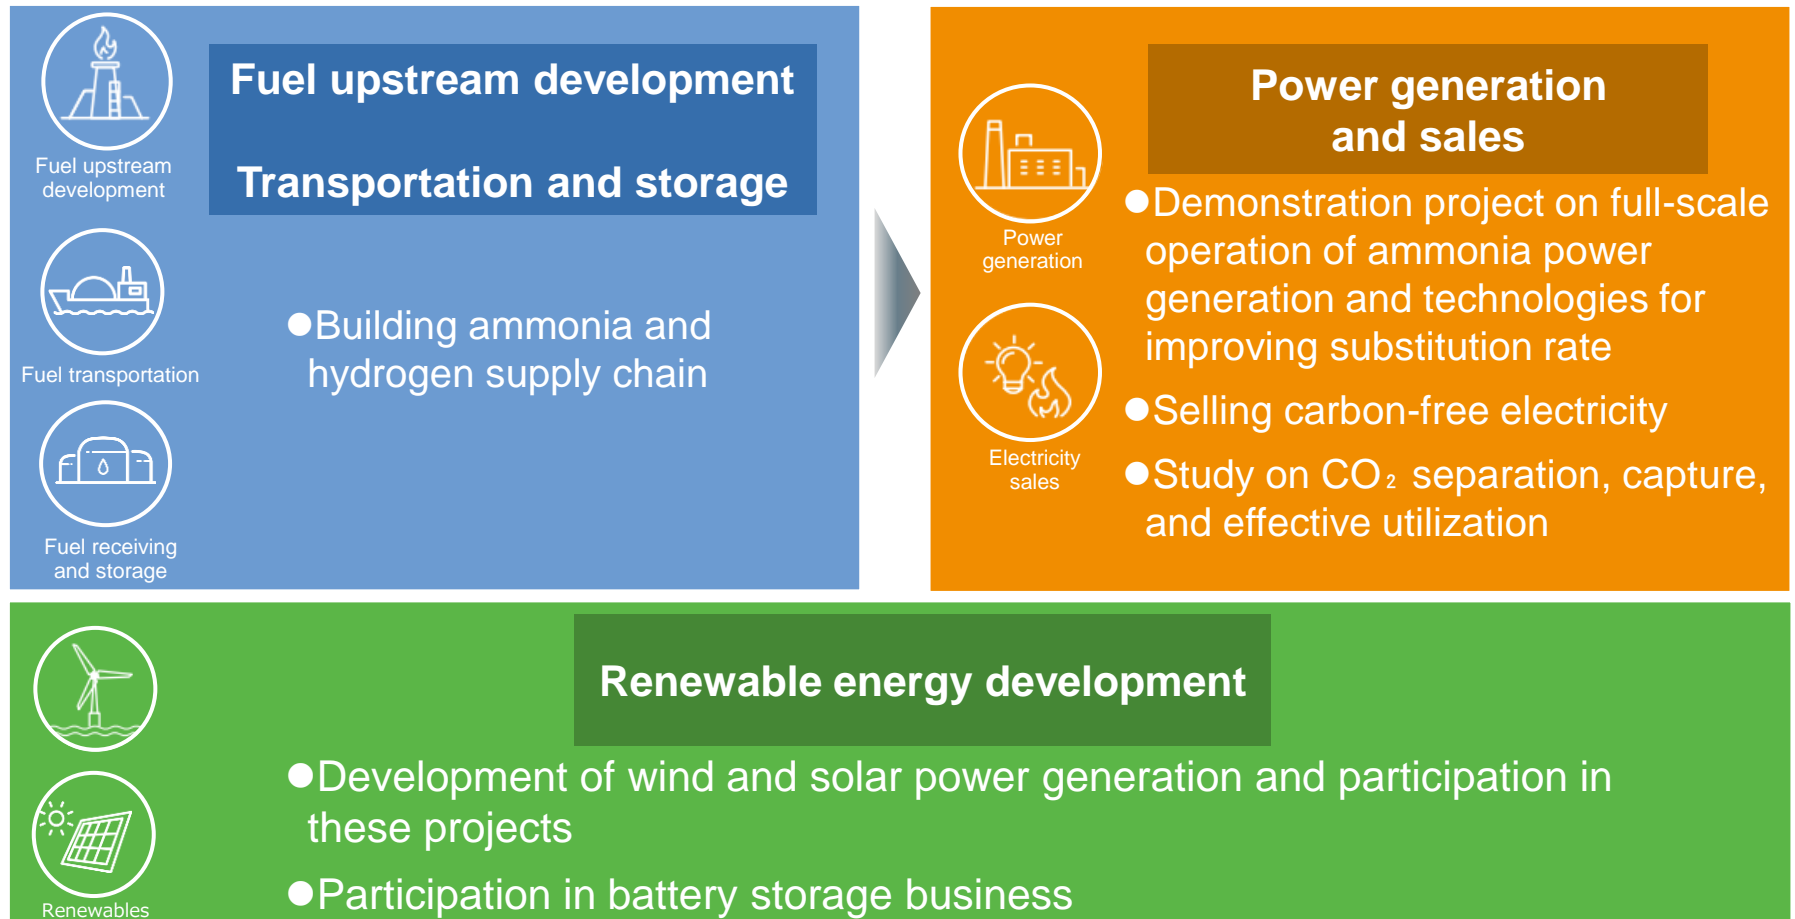 Fuel upstream
development
Fuel transportation
Fuel receiving
and storage
Fuel upstream development
Transportation and storage
●Building ammonia and
hydrogen supply chain
Power
generation
Electricity
sales
Power generation
and sales
●Demonstration project on full-scale
operation of ammonia power
generation and technologies for
improving substitution rate
●Selling carbon-free electricity
●Study on CO₂ separation, capture,
and effective utilization
Renewables
Renewable energy development
●Development of wind and solar power generation and participation in
these projects
●Participation in battery storage business